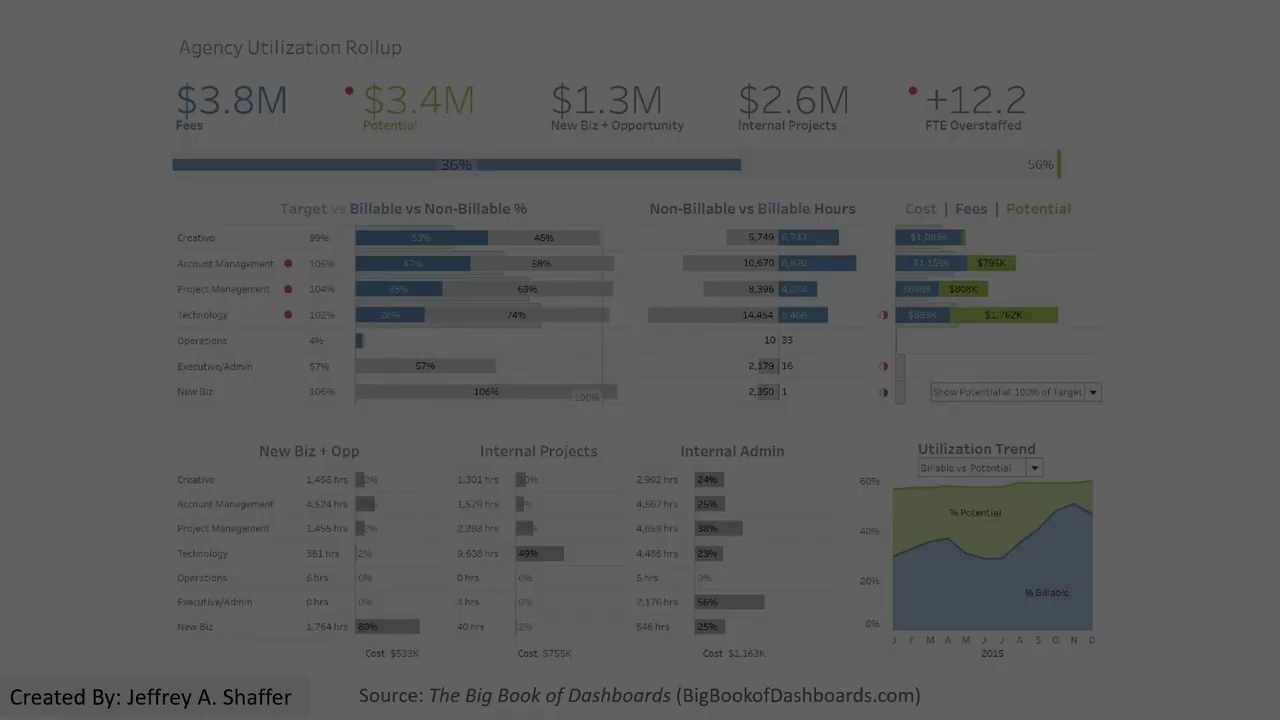 Agency Utilization Rollup
$3.8M $3.4M $1.3M $2.6M +12.2
Fees Potential New Biz + Opportunity Internal Projects FTE Overstaffed
36% 56%
Target vs Billable vs Non-Billable % Non-Billable vs Billable Hours Cost | Fees | Potential
Creative 99% 53% 46% 5,749 $1,083K
Account Management 105% 47% 58% 10,670 $1,159K $795K
Project Management 104% 69% 8,396 $808K
Technology 102% 74% 14,454 $1,762K
Operations 4% 10 33
Executive/Admin 57% 57% 2,179 16
New Biz 106% 106% 2,350 1
100%
Show Potential at 100% of Target
New Biz + Opp Internal Projects Internal Admin Utilization Trend
Billable vs Potential
Creative 1,456 hrs 1,301 hrs 2,992 hrs 24%
Account Management 4,524 hrs 1,579 hrs 4,567 hrs 25%
Project Management 1,455 hrs 2,283 hrs 4,659 hrs 38%
Technology 361 hrs 2% 9,608 hrs 49% 4,485 hrs 23%
Operations 6 hrs 0% 0 hrs 0% 5 hrs 0%
Executive/Admin 0 hrs 0% 4 hrs 0% 2,176 hrs 56%
New Biz 1,764 hrs 80% 40 hrs 2% 546 hrs 25%
Cost $533K Cost $755K Cost $1,163K
60%
40%
20%
0%
% Potential
% Billable
J F M A M J J A S O N D
2015
Created By: Jeffrey A. Shaffer Source: The Big Book of Dashboards (BigBookofDashboards.com)